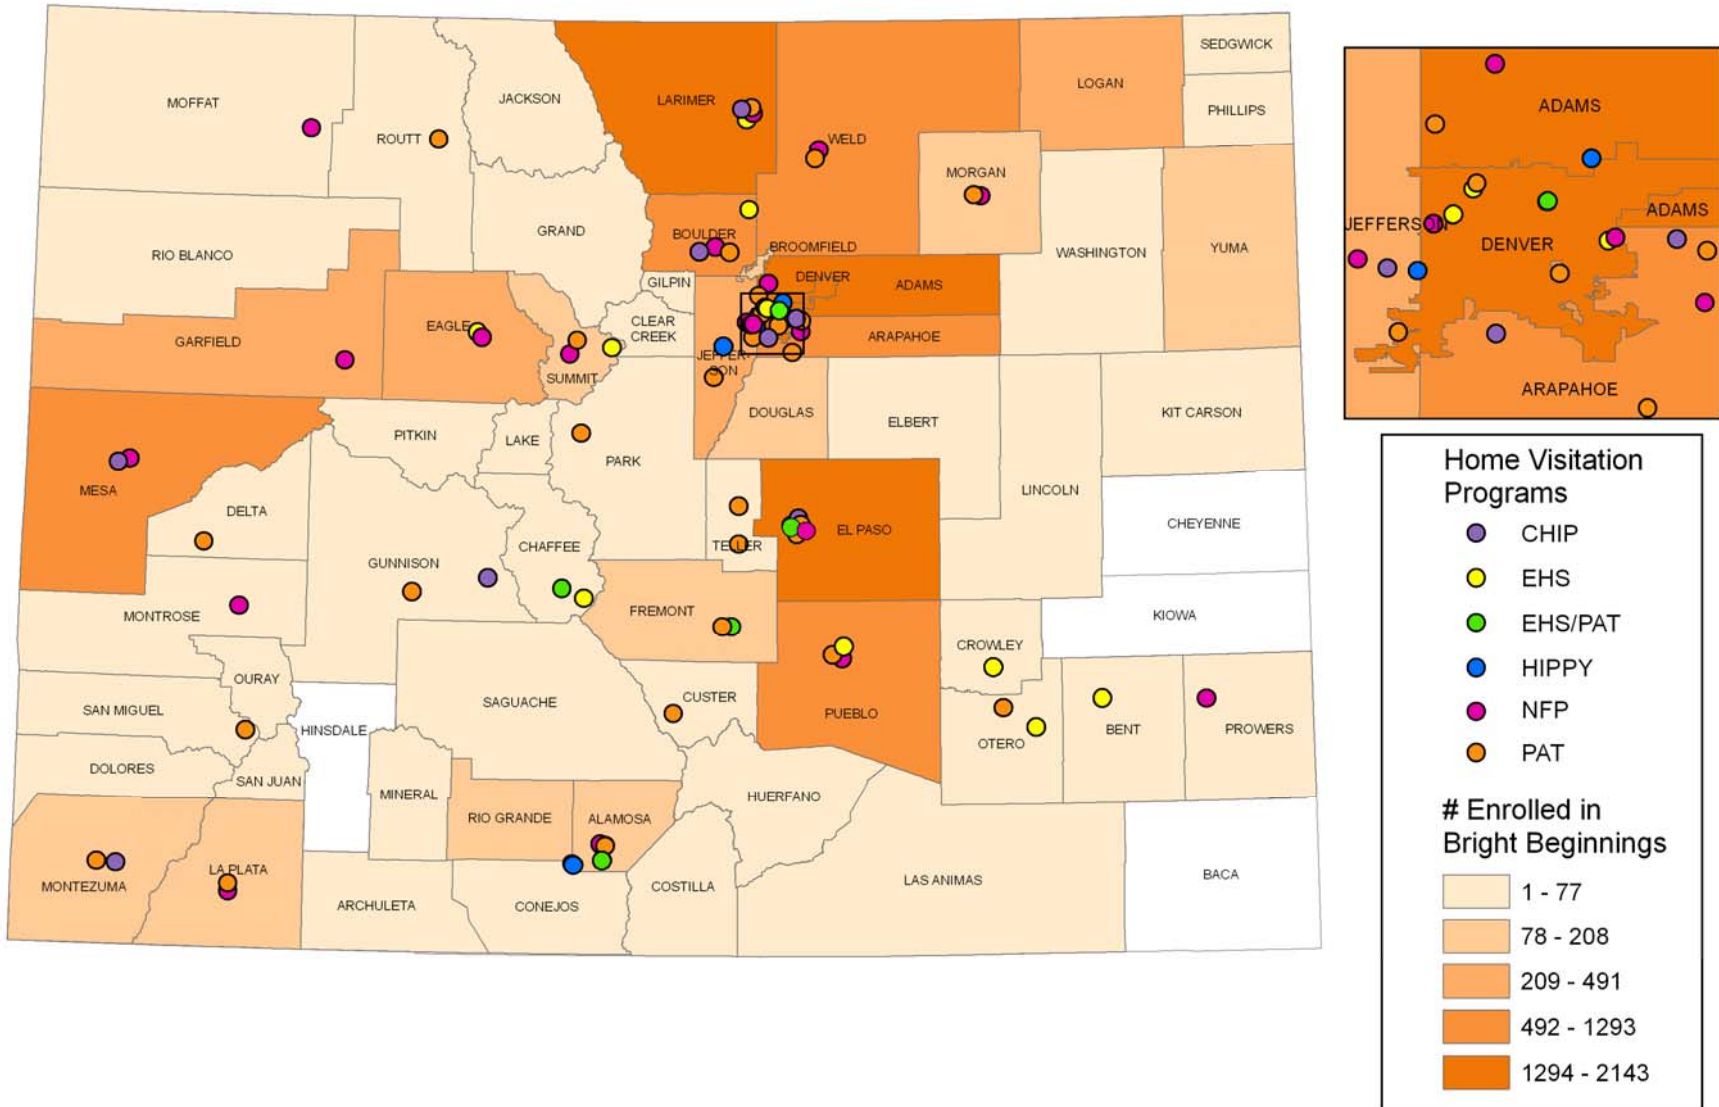 SEDGWICK
LOGAN
MOFFAT
JACKSON
LARIMER
PHILLIPS
ROUTT
WELD
MORGAN
GRAND
BOULDER
BROOMFIELD
WASHINGTON
YUMA
RIO BLANCO
GILPIN
DENVER
ADAMS
CLEAR
CREEK
EAGLE
GARFIELD
ARAPAHOE
JEFFER-
SON
SUMMIT
DOUGLAS
ELBERT
KIT CARSON
PITKIN
LAKE
PARK
MESA
LINCOLN
DELTA
EL PASO
CHEYENNE
TELLER
CHAFFEE
GUNNISON
FREMONT
MONTROSE
KIOWA
CROWLEY
OURAY
SAGUACHE
CUSTER
SAN MIGUEL
PUEBLO
HINSDALE
OTERO
BENT
PROWERS
DOLORES
SAN JUAN
MINERAL
HUERFANO
RIO GRANDE
ALAMOSA
LA PLATA
MONTEZUMA
COSTILLA
LAS ANIMAS
BACA
ARCHULETA
CONEJOS
ADAMS
JEFFERSON
ADAMS
DENVER
ARAPAHOE
Home Visitation
Programs
CHIP
EHS
EHS/PAT
HIPPY
NFP
PAT
# Enrolled in
Bright Beginnings
1 - 77
78 - 208
209 - 491
492 - 1293
1294 - 2143